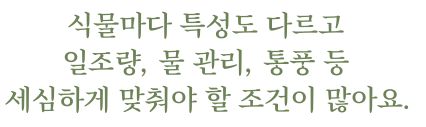 식물마다 특성도 다르고
일조량, 물 관리, 통풍 등
세심하게 맞춰야 할 조건이 많아요.